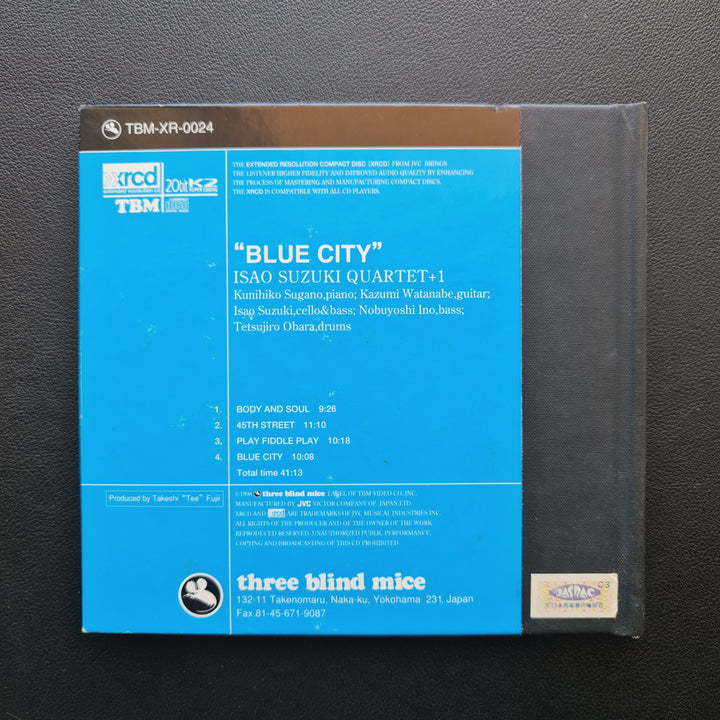 TBM-XR-0024
xrcd
extended resolution cd
20bit K2
SUPER CODING
TBM
THE EXTENDED RESOLUTION COMPACT DISC (XRCD) FROM JVC BRINGS
THE LISTENER HIGHER FIDELITY AND IMPROVED AUDIO QUALITY BY ENHANCING
THE PROCESS OF MASTERING AND MANUFACTURING COMPACT DISCS.
THE XRCD IS COMPATIBLE WITH ALL CD PLAYERS.
“BLUE CITY”
ISAO SUZUKI QUARTET+1
Kunihiko Sugano,piano; Kazumi Watanabe,guitar;
Isao Suzuki,cello&bass; Nobuyoshi Ino,bass;
Tetsujiro Obara,drums
1. BODY AND SOUL 9:26
2. 45TH STREET 11:10
3. PLAY FIDDLE PLAY 10:18
4. BLUE CITY 10:08
Total time 41:13
Produced by Takeshi "Tee" Fujii
©1998 three blind mice LABEL OF TBM VIDEO CO., INC.
MANUFACTURED BY JVC VICTOR COMPANY OF JAPAN,LTD
XRCD AND xrcd ARE TRADEMARKS OF JVC MUSICAL INDUSTRIES INC.
ALL RIGHTS OF THE PRODUCER AND OF THE OWNER OF THE WORK
REPRODUCED RESERVED. UNAUTHORIZED PUBLIC PERFORMANCE,
COPYING AND BROADCASTING OF THIS CD PROHIBITED.
three blind mice
132-11 Takenomaru, Naka-ku, Yokohama 231, Japan
Fax.81-45-671-9087
JASRAC